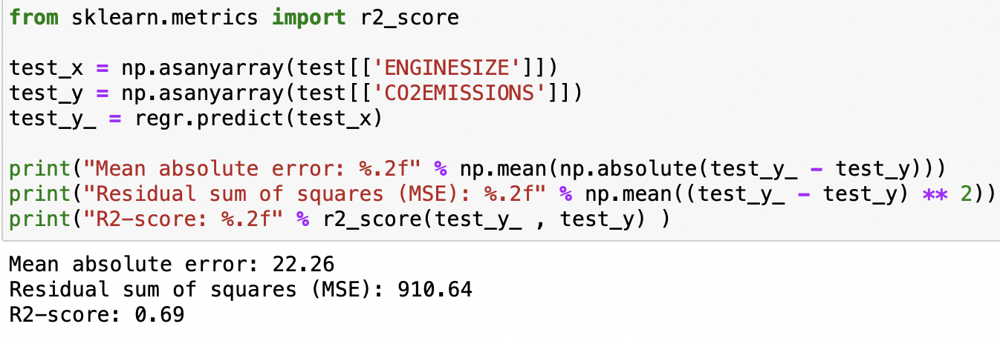 from sklearn.metrics import r2_score
test_x = np.asanyarray(test[['ENGINESIZE']])
test_y = np.asanyarray(test[['CO2EMISSIONS']])
test_y_ = regr.predict(test_x)
print("Mean absolute error: %.2f" % np.mean(np.absolute(test_y_ - test_y)))
print("Residual sum of squares (MSE): %.2f" % np.mean((test_y_ - test_y) ** 2))
print("R2-score: %.2f" % r2_score(test_y_ , test_y) )
Mean absolute error: 22.26
Residual sum of squares (MSE): 910.64
R2-score: 0.69